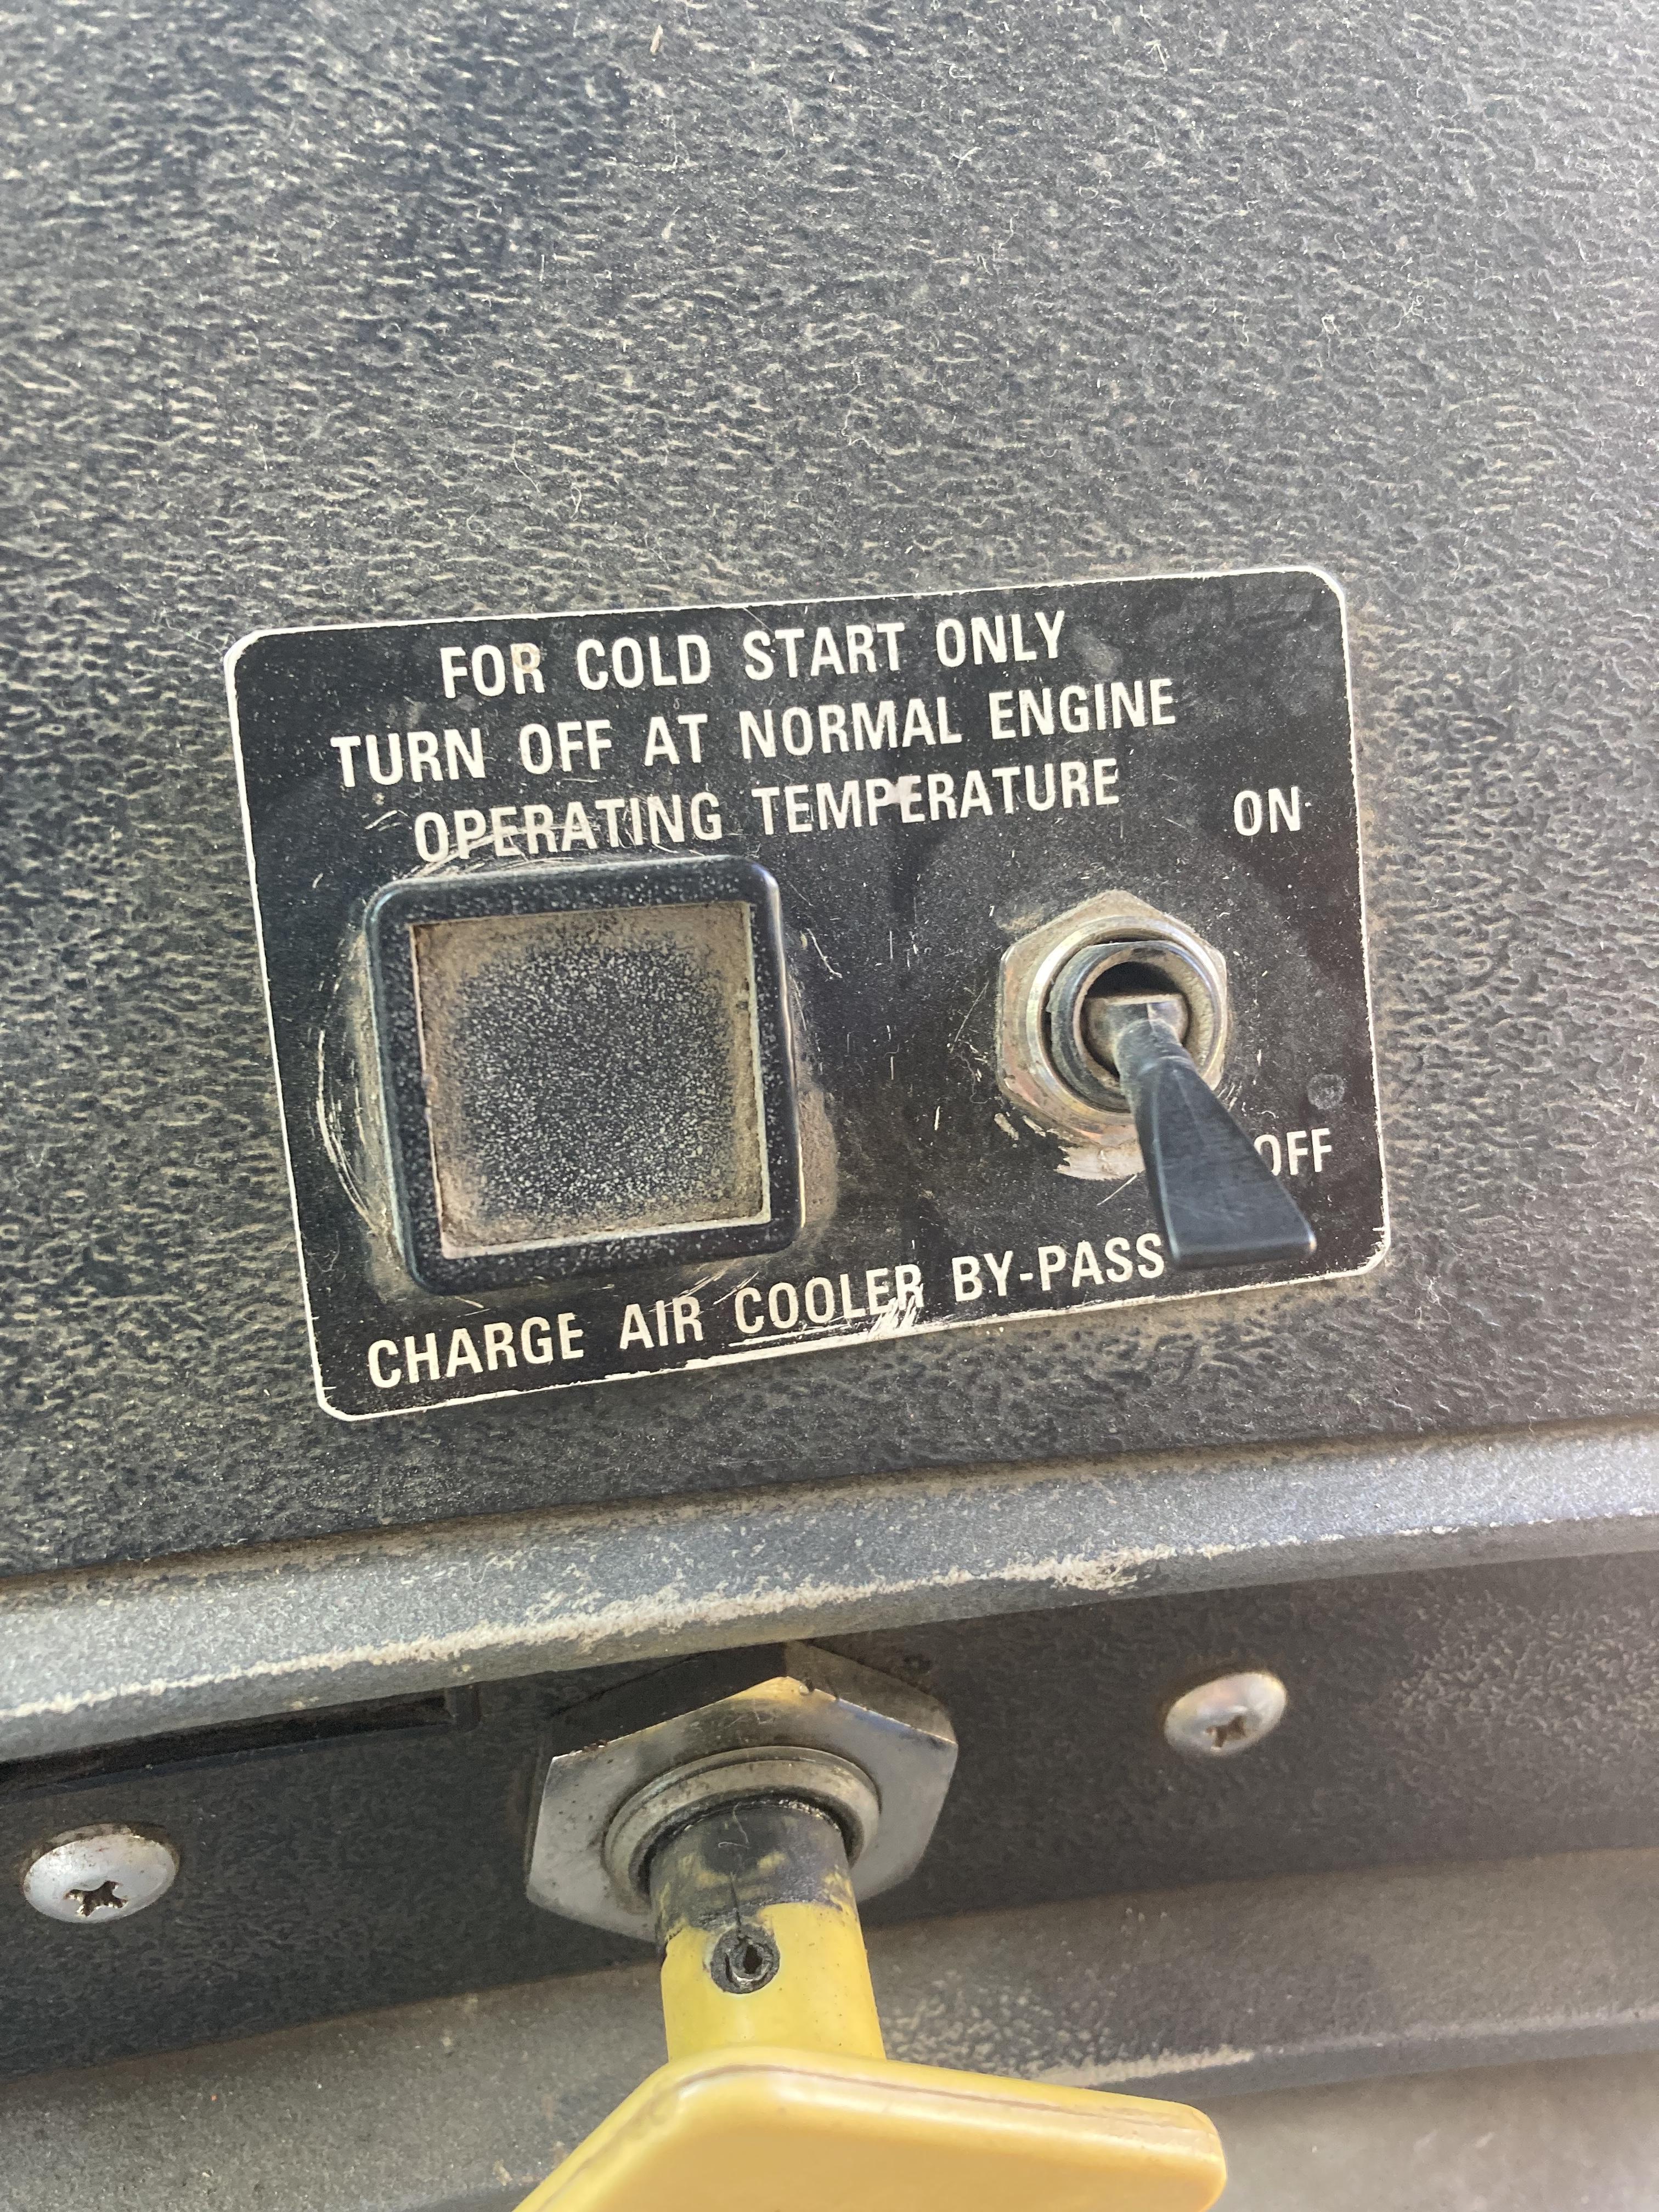 FOR COLD START ONLY
TURN OFF AT NORMAL ENGINE
OPERATING TEMPERATURE
ON
OFF
CHARGE AIR COOLER BY-PASS